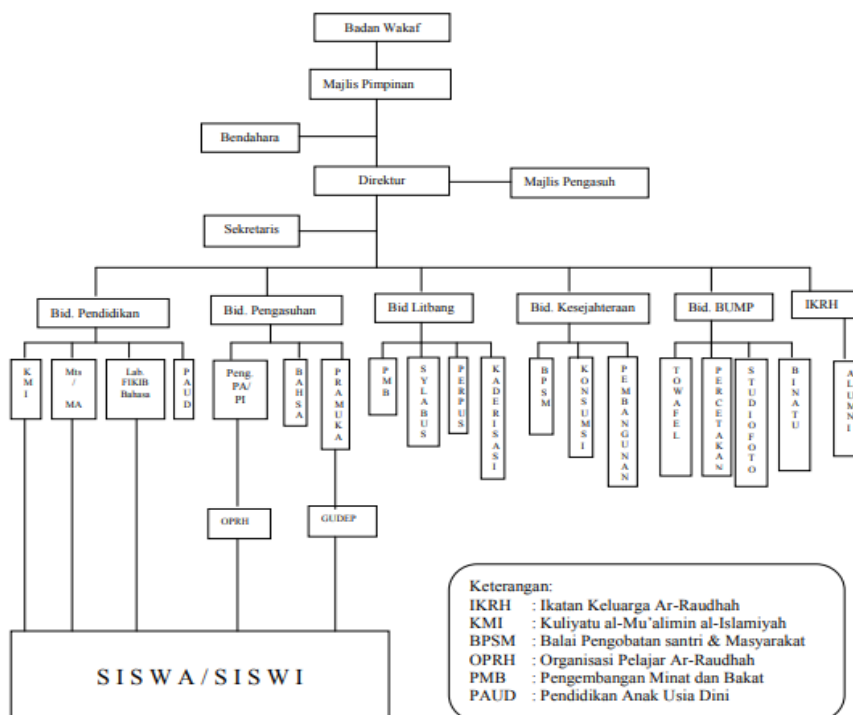 Badan Wakaf
Majlis Pimpinan
Bendahara
Direktur
Majlis Pengasuh
Sekretaris
Bid. Pendidikan
Bid. Pengasuhan
Bid Litbang
Bid. Kesejahteraan
Bid. BUMP
IKRH
KMI
Mts
/
MA
Lab.
FIKIB
Bahasa
PAUD
Peng.
PA/
PI
BAHSA
PRAMUKA
PMB
SYLABUS
PERPUS
KADERISASI
BPSM
KONSUMSI
PEMBANGUNAN
TOWAFEL
PERCETAKAN
STUDIOFOTO
BINATU
ALUMNI
OPRH
GUDEP
SISWA/SISWI
Keterangan:
IKRH : Ikatan Keluarga Ar-Raudhah
KMI : Kuliyatu al-Mu’alimin al-Islamiyah
BPSM : Balai Pengobatan santri & Masyarakat
OPRH : Organisasi Pelajar Ar-Raudhah
PMB : Pengembangan Minat dan Bakat
PAUD : Pendidikan Anak Usia Dini